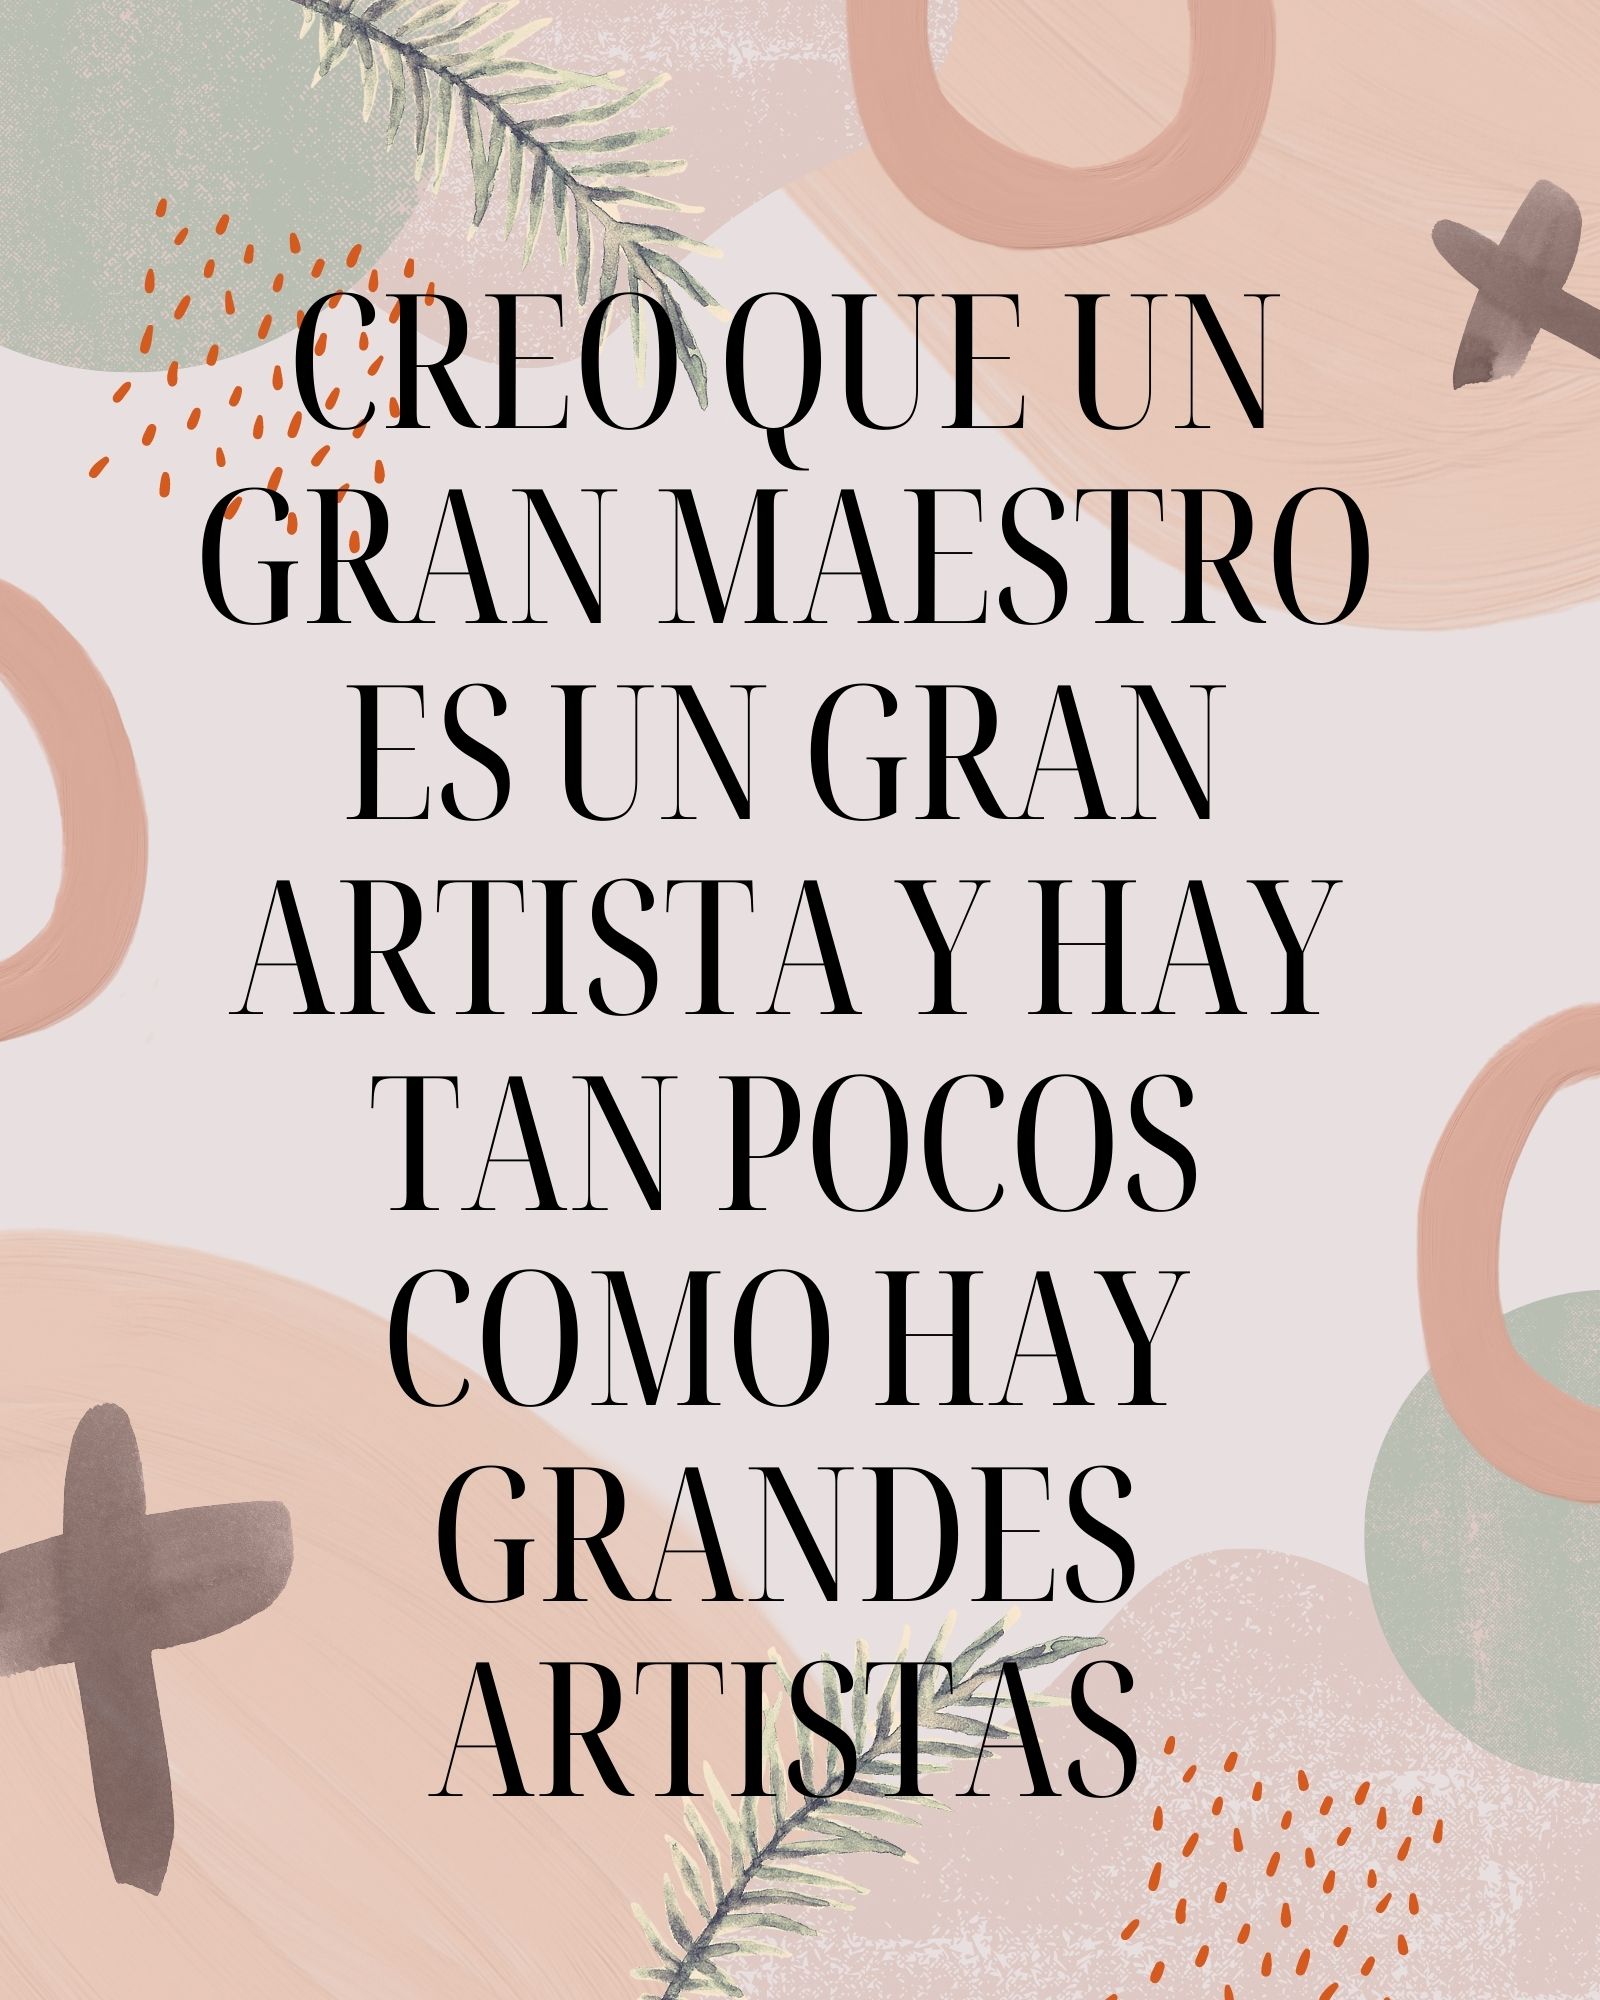 CREO QUE UN
GRAN MAESTRO
ES UN GRAN
ARTISTA Y HAY
TAN POCOS
COMO HAY
GRANDES
ARTISTAS